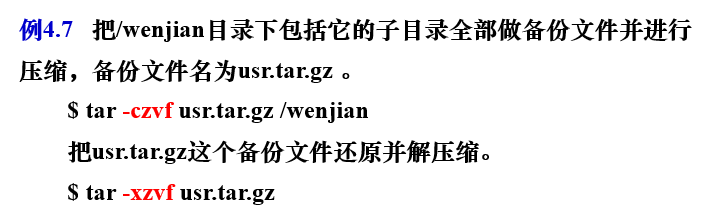 例4.7 把/wenjian目录下包括它的子目录全部做备份文件并进行
压缩，备份文件名为usr.tar.gz 。
$ tar -czvf usr.tar.gz /wenjian
把usr.tar.gz这个备份文件还原并解压缩。
$ tar -xzvf usr.tar.gz